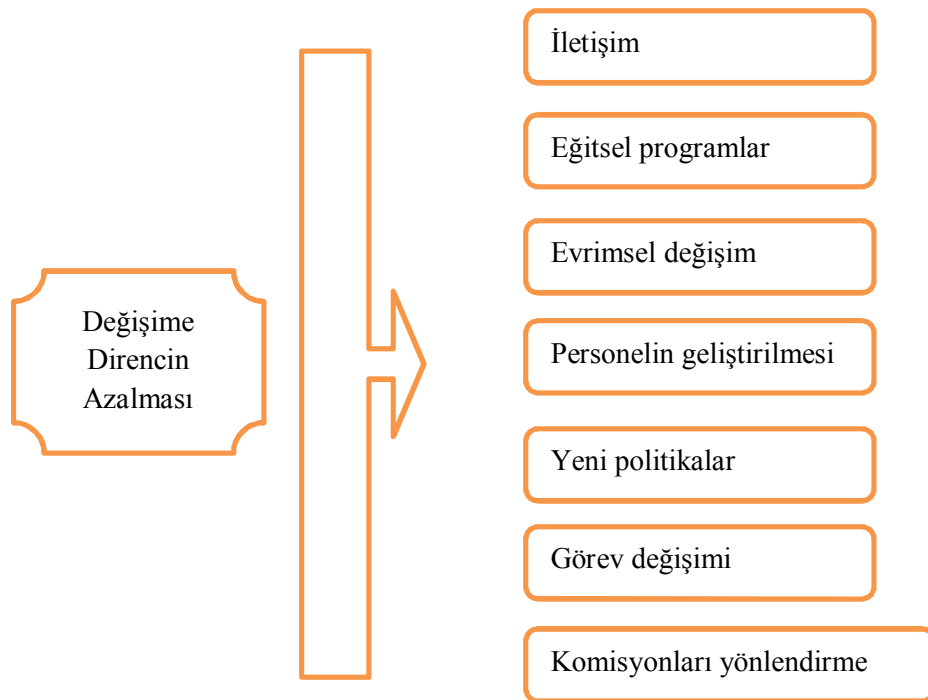 Değişime
Direncin
Azalması
İletişim
Eğitsel programlar
Evrimsel değişim
Personelin geliştirilmesi
Yeni politikalar
Görev değişimi
Komisyonları yönlendirme